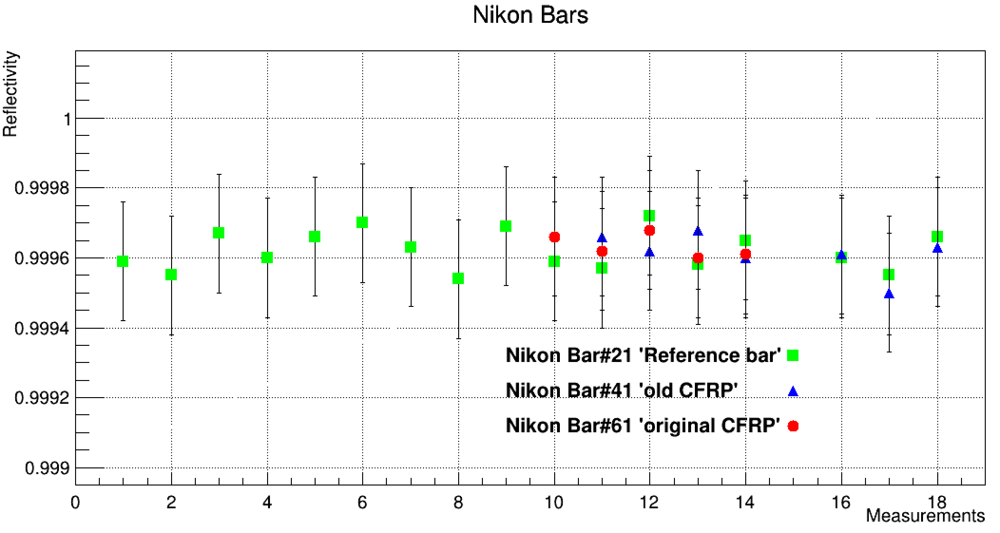 Nikon Bars
Reflectivity
1
0.9998
0.9996
0.9994
0.9992
0.999
Nikon Bar#21 'Reference bar'
Nikon Bar#41 'old CFRP'
Nikon Bar#61 'original CFRP'
0 2 4 6 8 10 12 14 16 18
Measurements